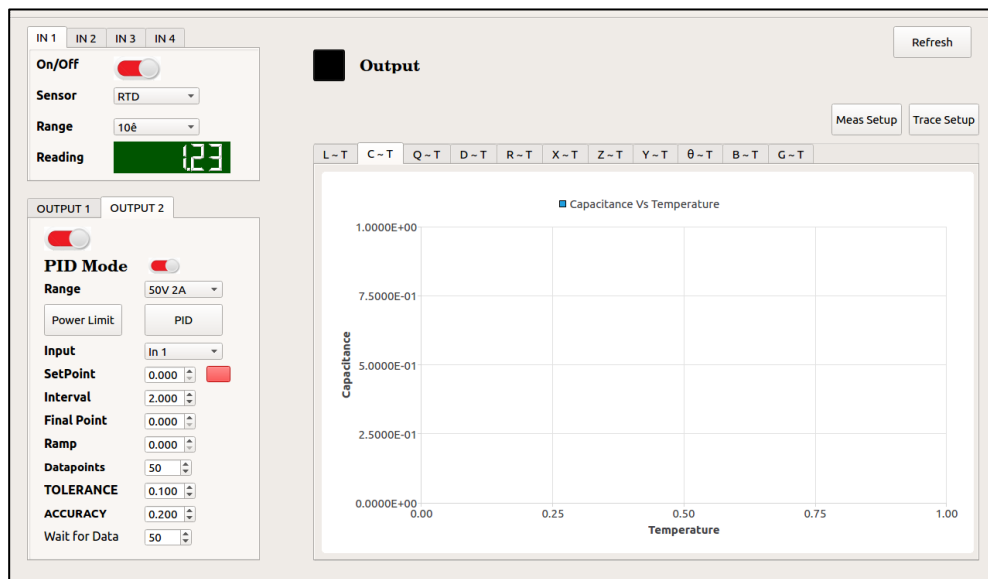 IN 1 IN 2 IN 3 IN 4
On/Off
Sensor RTD
Range 10ê
Reading 1.23
OUTPUT 1 OUTPUT 2
PID Mode
Range 50V 2A
Power Limit PID
Input In 1
SetPoint 0.000
Interval 2.000
Final Point 0.000
Ramp 0.000
Datapoints 50
TOLERANCE 0.100
ACCURACY 0.200
Wait for Data 50
Output
Refresh
Meas Setup Trace Setup
L ~ T C ~ T Q ~ T D ~ T R ~ T X ~ T Z ~ T Y ~ T θ ~ T B ~ T G ~ T
Capacitance Vs Temperature
1.0000E+00
7.5000E-01
5.0000E-01
2.5000E-01
0.0000E+00
Capacitance
0.00 0.25 0.50 0.75 1.00
Temperature